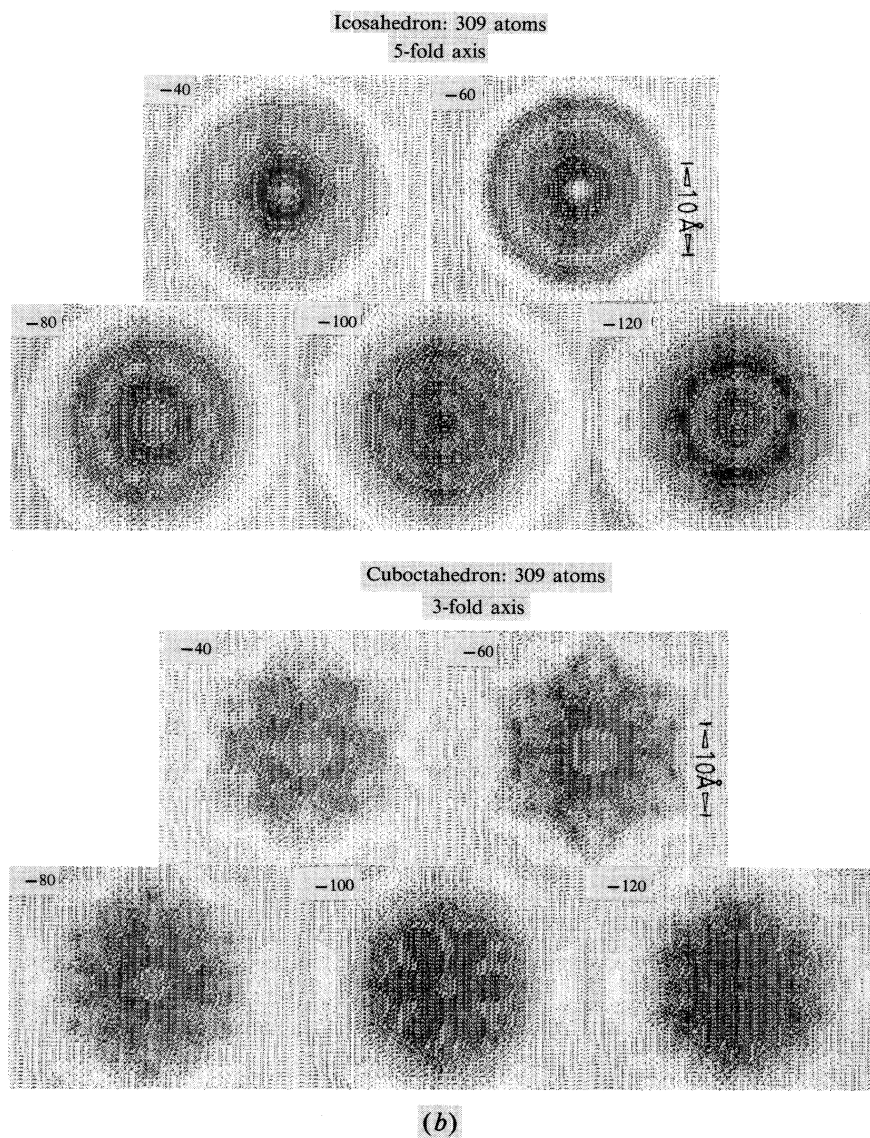 Icosahedron: 309 atoms
5-fold axis
−40
−60
10 Å
−80
−100
−120
Cuboctahedron: 309 atoms
3-fold axis
−40
−60
10Å
−80
−100
−120
(b)